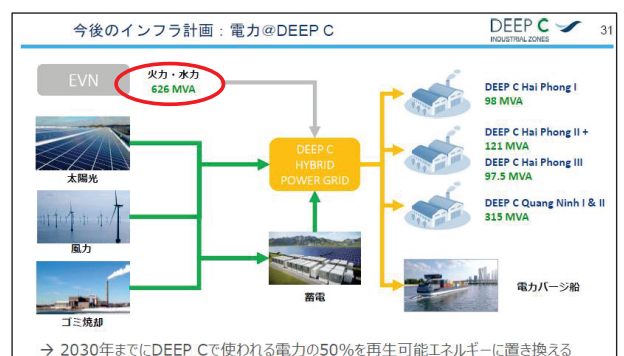 今後のインフラ計画：電力@DEEP C
DEEP C
INDUSTRIAL ZONES
31
EVN
火力・水力
626 MVA
DEEP C Hai Phong I
98 MVA
DEEP C
HYBRID
POWER GRID
DEEP C Hai Phong II +
121 MVA
DEEP C Hai Phong III
97.5 MVA
太陽光
DEEP C Quang Ninh I & II
315 MVA
風力
蓄電
電力バージ船
ゴミ焼却
→ 2030年までにDEEP Cで使われる電力の50%を再生可能エネルギーに置き換える